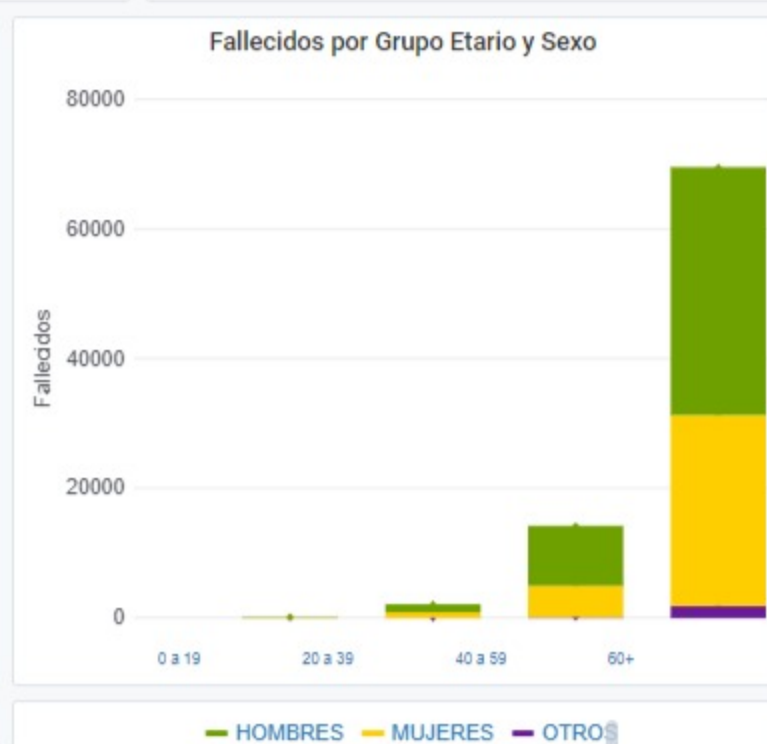 Fallecidos por Grupo Etario y Sexo
80000
60000
40000
20000
0
Fallecidos
0 a 19 20 a 39 40 a 59 60+
HOMBRES MUJERES OTROS